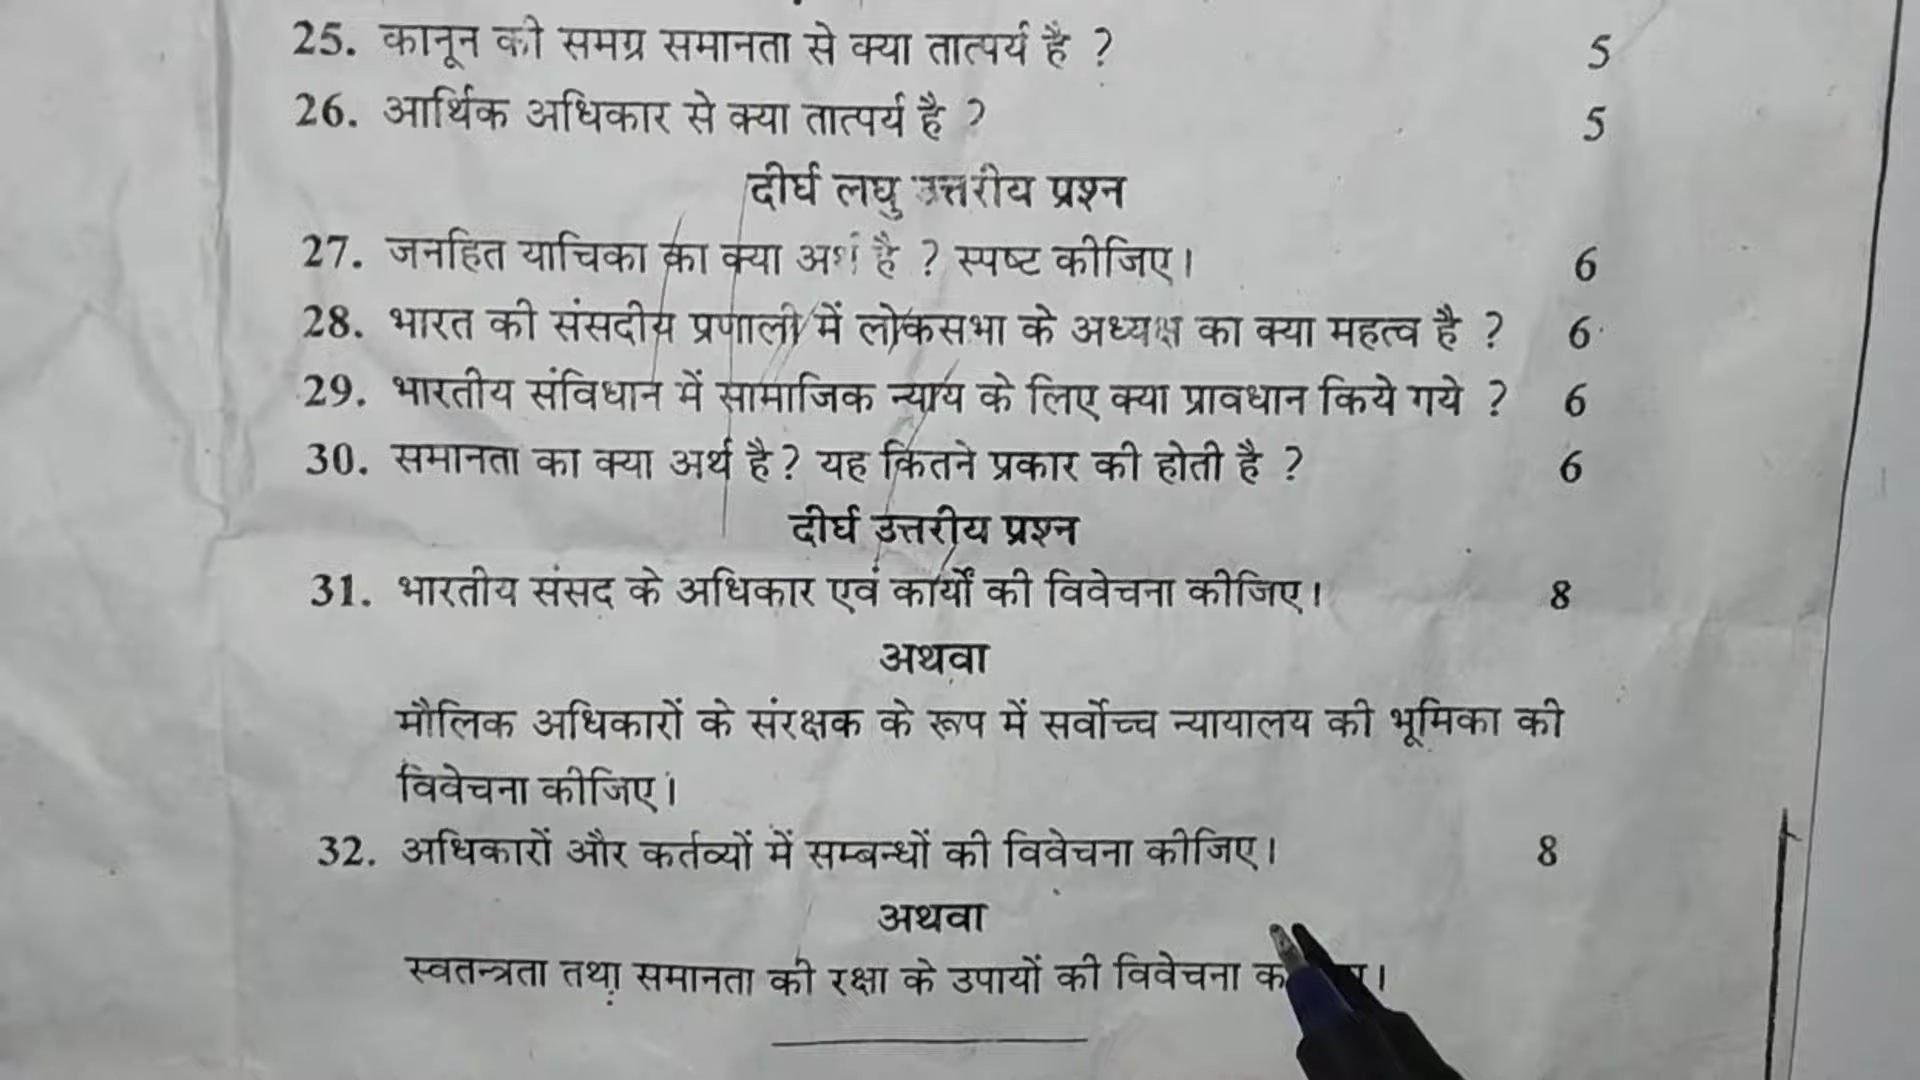 25. कानून की समग्र समानता से क्या तात्पर्य है ? 5
26. आर्थिक अधिकार से क्या तात्पर्य है ? 5
दीर्घ लघु उत्तरीय प्रश्न
27. जनहित याचिका का क्या अर्थ है ? स्पष्ट कीजिए। 6
28. भारत की संसदीय प्रणाली में लोकसभा के अध्यक्ष का क्या महत्व है ? 6
29. भारतीय संविधान में सामाजिक न्याय के लिए क्या प्रावधान किये गये ? 6
30. समानता का क्या अर्थ है? यह कितने प्रकार की होती है ? 6
दीर्घ उत्तरीय प्रश्न
31. भारतीय संसद के अधिकार एवं कार्यों की विवेचना कीजिए। 8
अथवा
मौलिक अधिकारों के संरक्षक के रूप में सर्वोच्च न्यायालय की भूमिका की
विवेचना कीजिए।
32. अधिकारों और कर्तव्यों में सम्बन्धों की विवेचना कीजिए। 8
अथवा
स्वतन्त्रता तथा समानता की रक्षा के उपायों की विवेचना